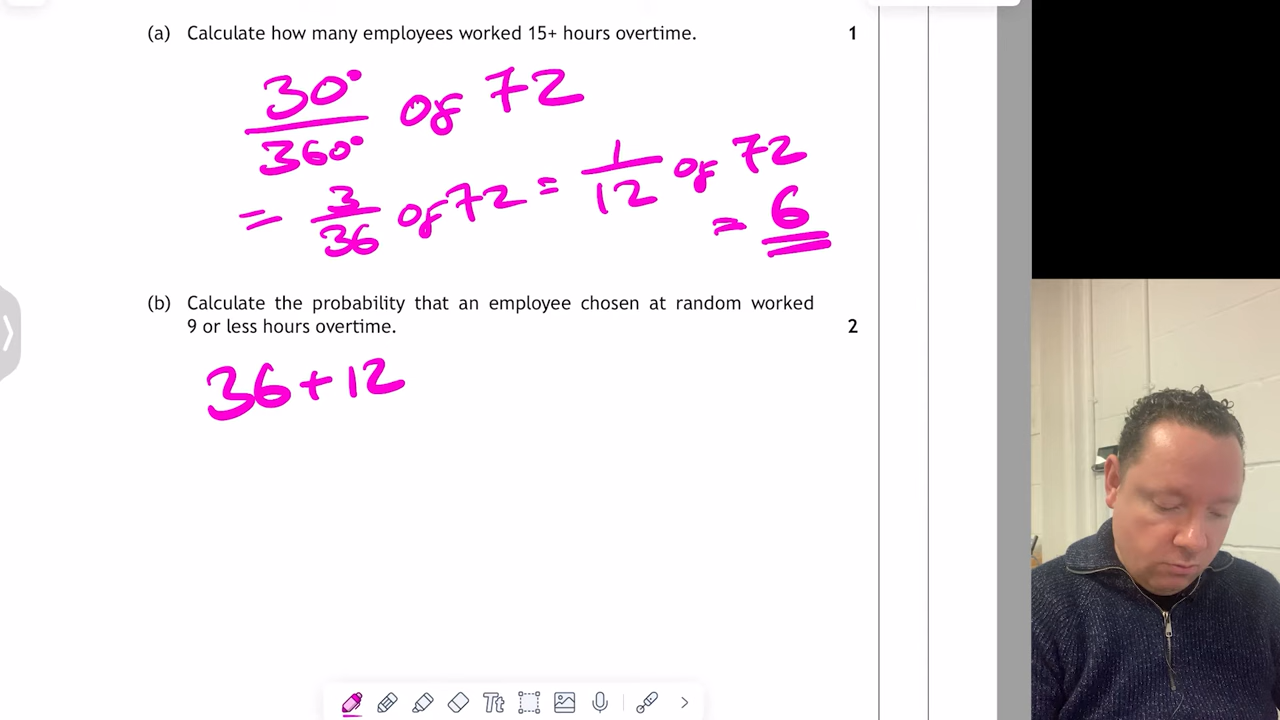 (a) Calculate how many employees worked 15+ hours overtime. 1
30°/360° of 72
= 3/36 of 72 = 1/12 of 72
= 6
(b) Calculate the probability that an employee chosen at random worked
9 or less hours overtime. 2
36+12
Tt